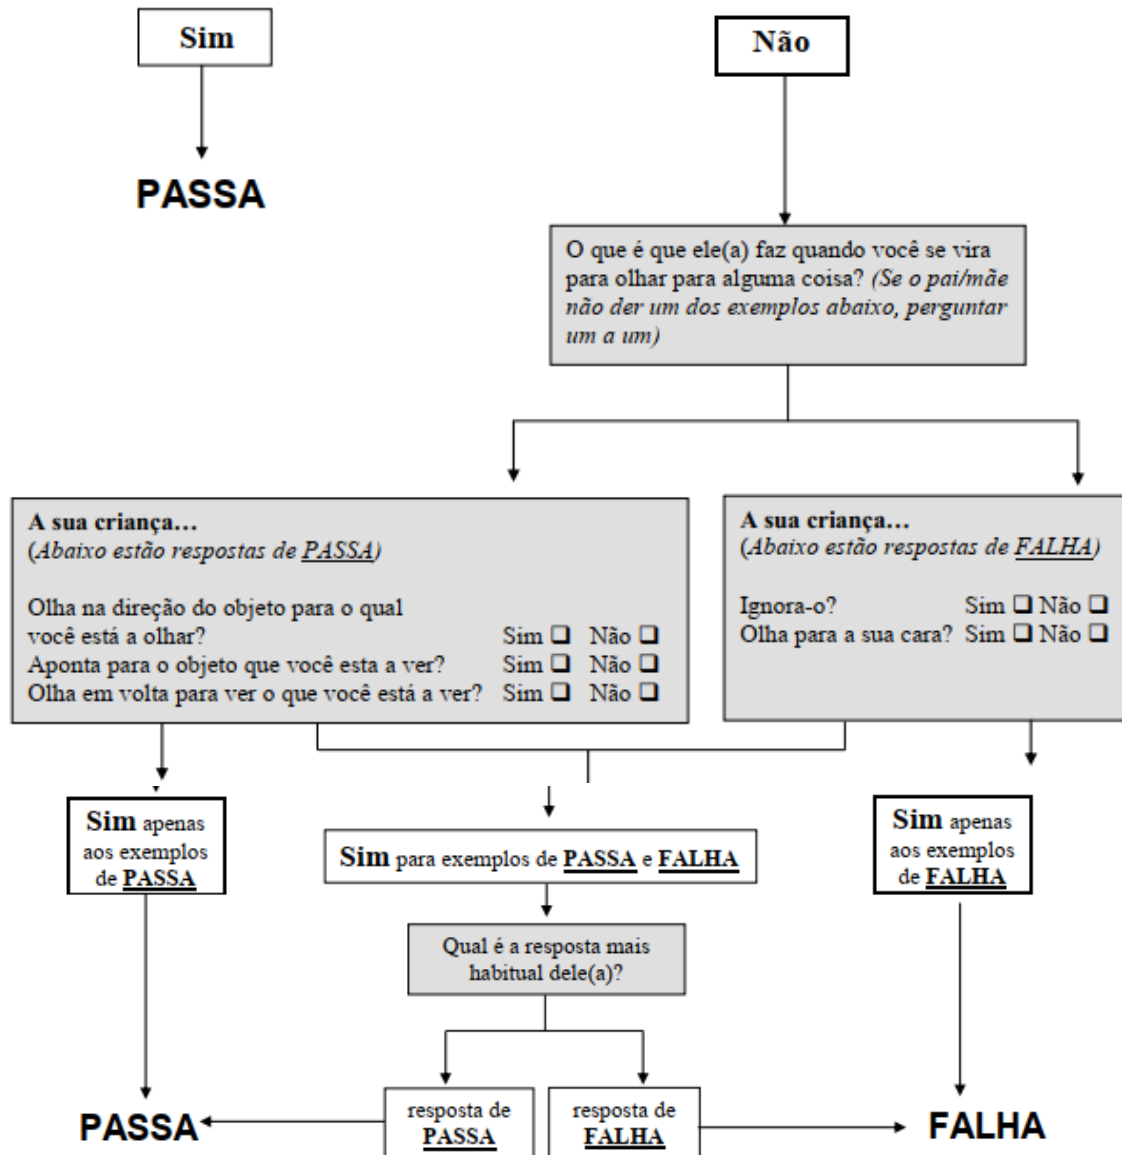 Sim
Não
PASSA
O que é que ele(a) faz quando você se vira
para olhar para alguma coisa? (Se o pai/mãe
não der um dos exemplos abaixo, perguntar
um a um)
A sua criança…
(Abaixo estão respostas de PASSA)
Olha na direção do objeto para o qual
você está a olhar? Sim ❑ Não ❑
Aponta para o objeto que você esta a ver? Sim ❑ Não ❑
Olha em volta para ver o que você está a ver? Sim ❑ Não ❑
A sua criança…
(Abaixo estão respostas de FALHA)
Ignora-o? Sim ❑ Não ❑
Olha para a sua cara? Sim ❑ Não ❑
Sim apenas
aos exemplos
de PASSA
Sim para exemplos de PASSA e FALHA
Sim apenas
aos exemplos
de FALHA
Qual é a resposta mais
habitual dele(a)?
PASSA
resposta de
PASSA
resposta de
FALHA
FALHA